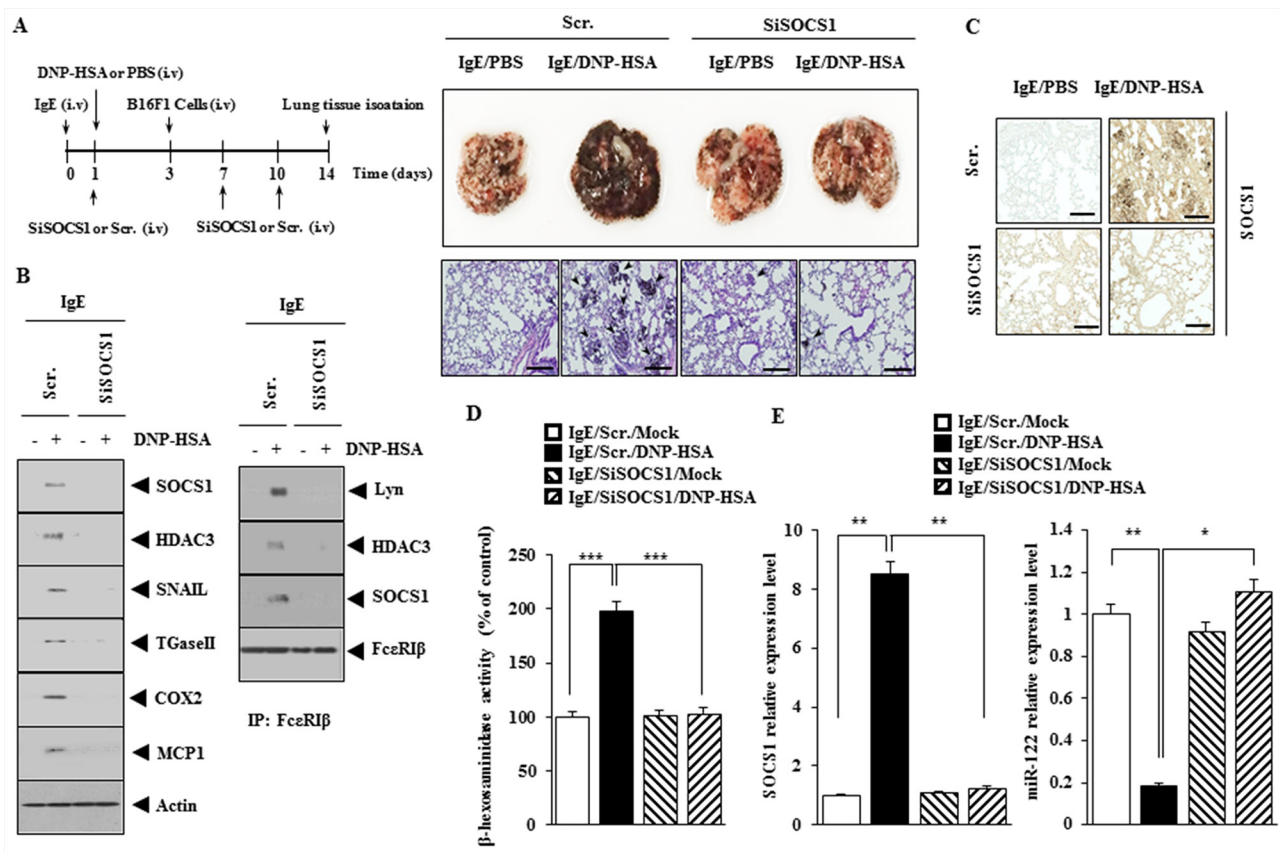 A
DNP-HSA or PBS (i.v)
IgE (i.v)
B16F1 Cells (i.v)
Lung tissue isoataion
0 1 3 7 10 14 Time (days)
SiSOCS1 or Scr. (i.v)
SiSOCS1 or Scr. (i.v)
Scr. SiSOCS1
IgE/PBS IgE/DNP-HSA IgE/PBS IgE/DNP-HSA
B
IgE
Scr. SiSOCS1
- + - + DNP-HSA
SOCS1
HDAC3
SNAIL
TGaseII
COX2
MCP1
Actin
IgE
Scr. SiSOCS1
- + - + DNP-HSA
Lyn
HDAC3
SOCS1
FcεRIβ
IP: FcεRIβ
C
IgE/PBS IgE/DNP-HSA
Scr.
SiSOCS1
SOCS1
D
IgE/Scr./Mock
IgE/Scr./DNP-HSA
IgE/SiSOCS1/Mock
IgE/SiSOCS1/DNP-HSA
β-hexosaminidase activity (% of control)
250
200
150
100
50
0
*** ***
E
IgE/Scr./Mock
IgE/Scr./DNP-HSA
IgE/SiSOCS1/Mock
IgE/SiSOCS1/DNP-HSA
SOCS1 relative expression level
10
8
6
4
2
0
** **
miR-122 relative expression level
1.4
1.2
1
0.8
0.6
0.4
0.2
0
** *